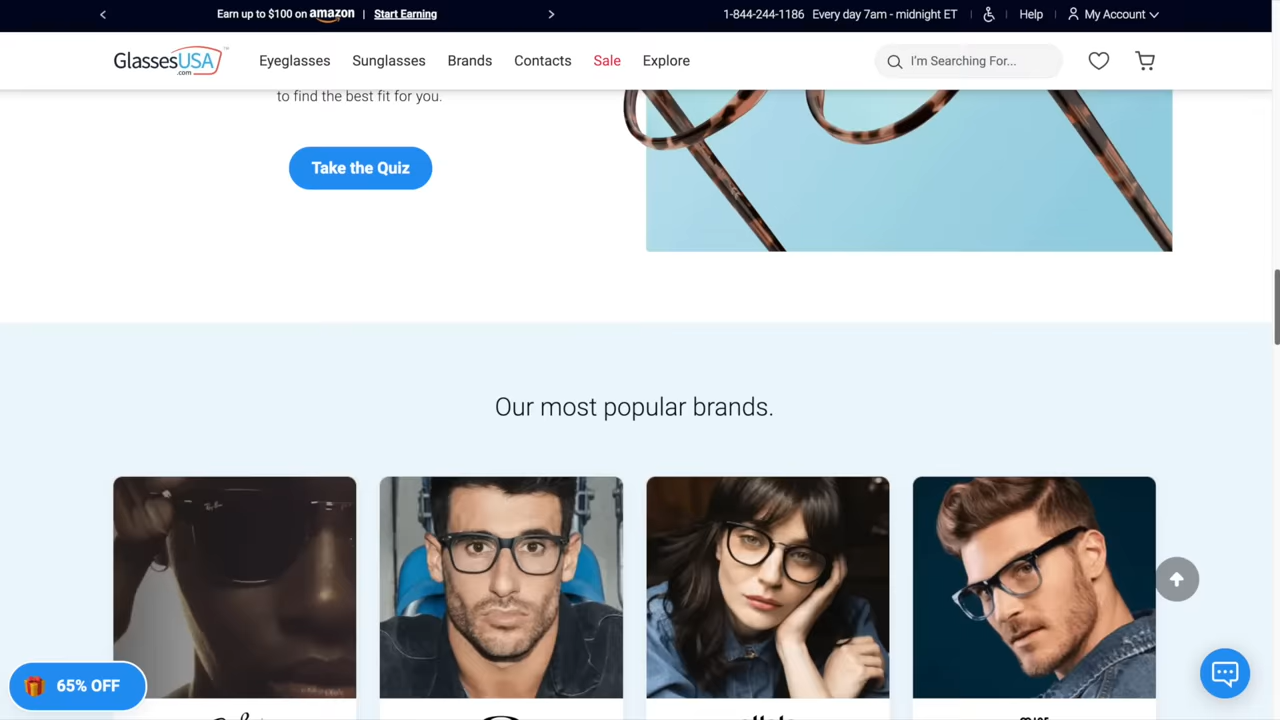 Earn up to $100 on amazon | Start Earning
1-844-244-1186 Every day 7am - midnight ET | Help | My Account
GlassesUSA
.com
Eyeglasses Sunglasses Brands Contacts Sale Explore
I'm Searching For...
to find the best fit for you.
Take the Quiz
Our most popular brands.
Ray-Ban
65% OFF